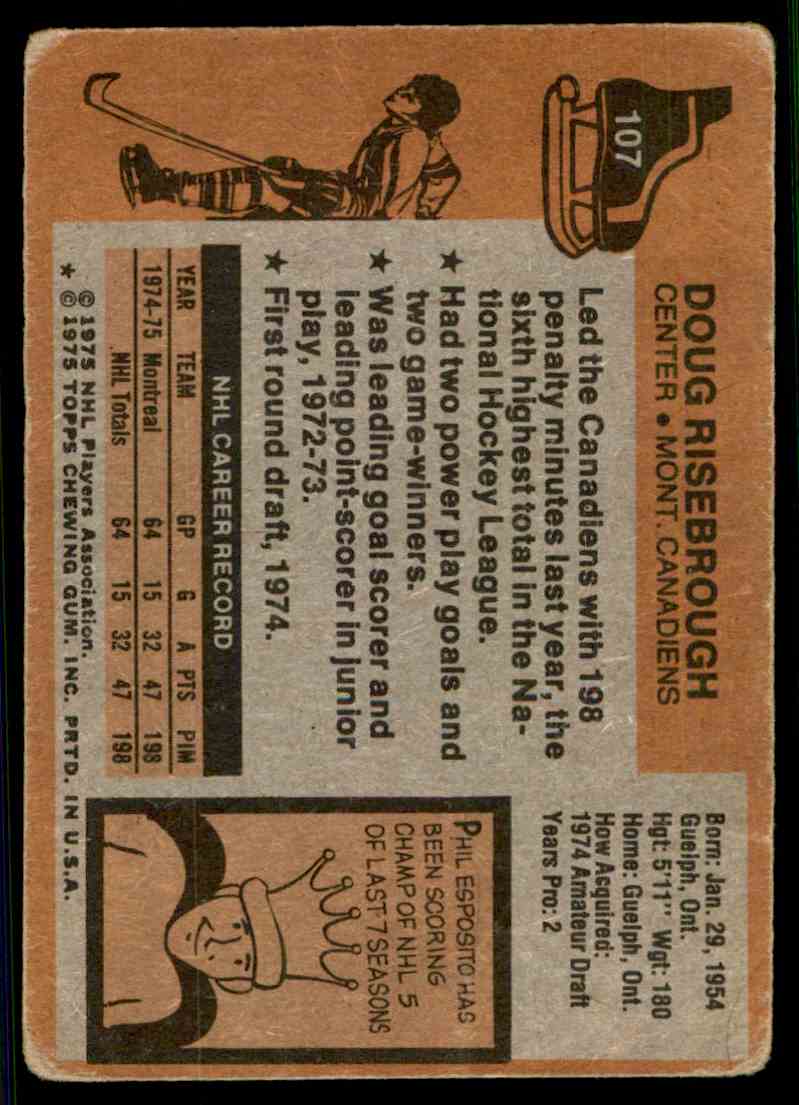 107
DOUG RISEBROUGH
CENTER • MONT. CANADIENS
Born: Jan. 29, 1954
Guelph, Ont.
Hgt: 5'11" Wgt: 180
Home: Guelph, Ont.
How Acquired:
1974 Amateur Draft
Years Pro: 2
Led the Canadiens with 198
penalty minutes last year, the
sixth highest total in the Na-
tional Hockey League.
★ Had two power play goals and
two game-winners.
★ Was leading goal scorer and
leading point-scorer in junior
play, 1972-73.
★ First round draft, 1974.
NHL CAREER RECORD
YEAR TEAM GP G A PTS PIM
1974-75 Montreal 64 15 32 47 198
NHL Totals 64 15 32 47 198
© 1975 NHL Players Association.
★ © 1975 TOPPS CHEWING GUM. INC. PRTD. IN U.S.A.
PHIL ESPOSITO HAS
BEEN SCORING
CHAMP OF NHL 5
OF LAST 7 SEASONS